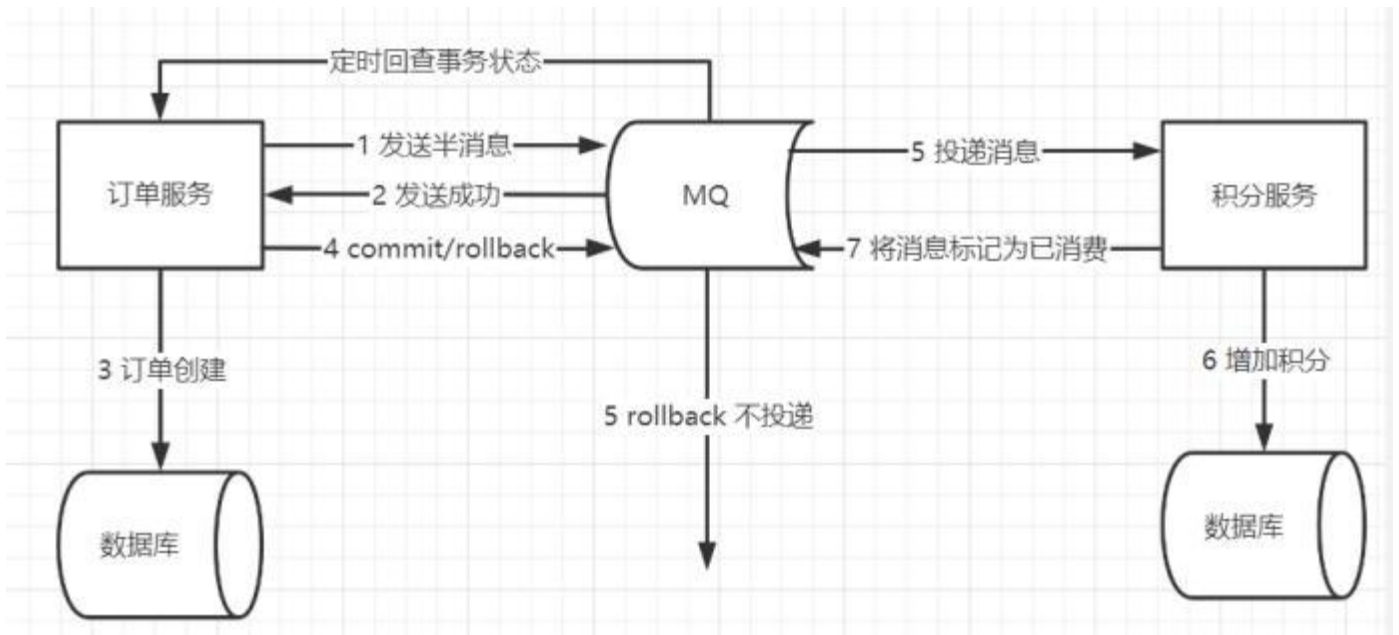 定时回查事务状态
1 发送半消息
5 投递消息
订单服务
2 发送成功
MQ
积分服务
4 commit/rollback
7 将消息标记为已消费
3 订单创建
6 增加积分
5 rollback 不投递
数据库
数据库